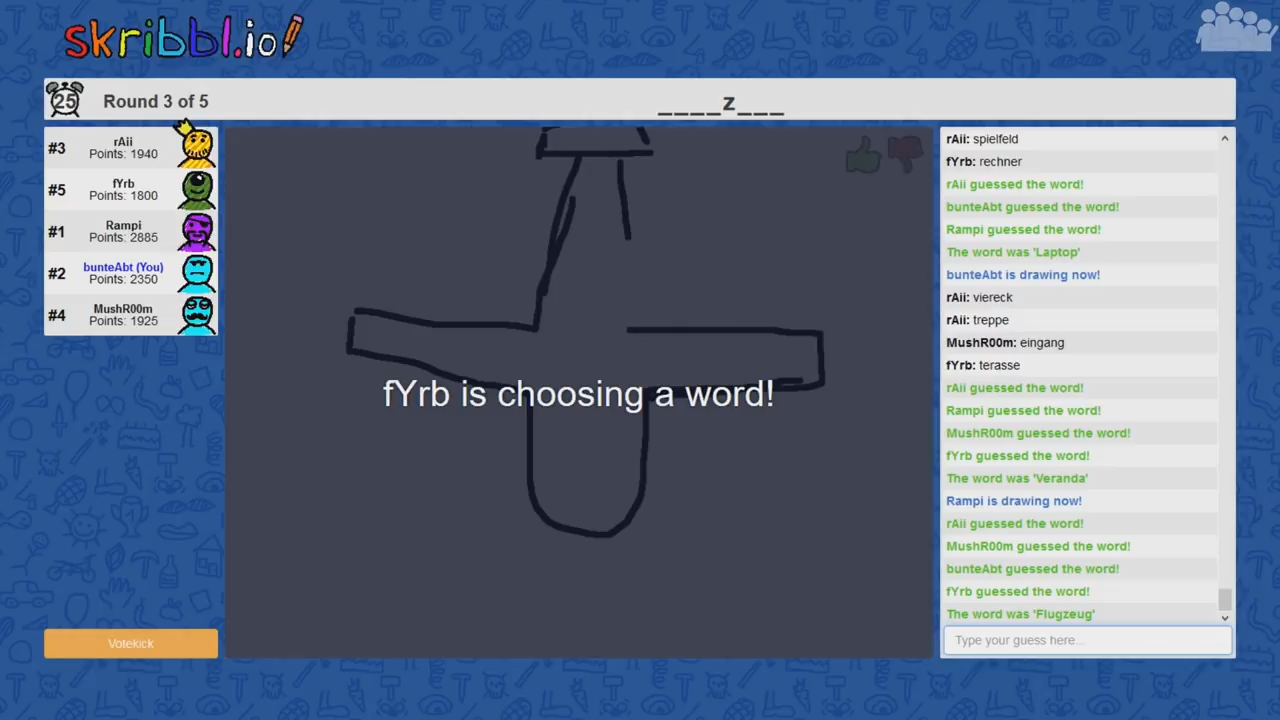 skribbl.io
25
Round 3 of 5
____z___
#3
rAii
Points: 1940
#5
fYrb
Points: 1800
#1
Rampi
Points: 2885
#2
bunteAbt (You)
Points: 2350
#4
MushR00m
Points: 1925
Votekick
fYrb is choosing a word!
rAii: spielfeld
fYrb: rechner
rAii guessed the word!
bunteAbt guessed the word!
Rampi guessed the word!
The word was 'Laptop'
bunteAbt is drawing now!
rAii: viereck
rAii: treppe
MushR00m: eingang
fYrb: terasse
rAii guessed the word!
Rampi guessed the word!
MushR00m guessed the word!
fYrb guessed the word!
The word was 'Veranda'
Rampi is drawing now!
rAii guessed the word!
MushR00m guessed the word!
bunteAbt guessed the word!
fYrb guessed the word!
The word was 'Flugzeug'
Type your guess here...